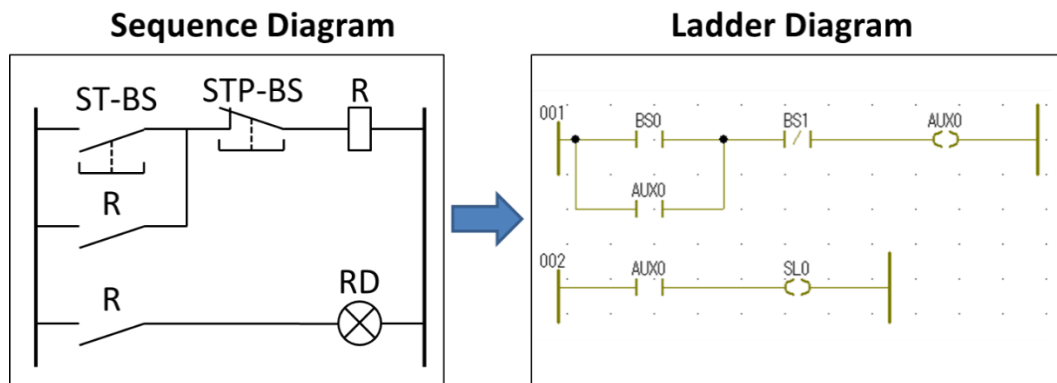 Sequence Diagram
Ladder Diagram
ST-BS
STP-BS
R
R
R
RD
001
BS0
BS1
AUX0
AUX0
002
AUX0
SL0